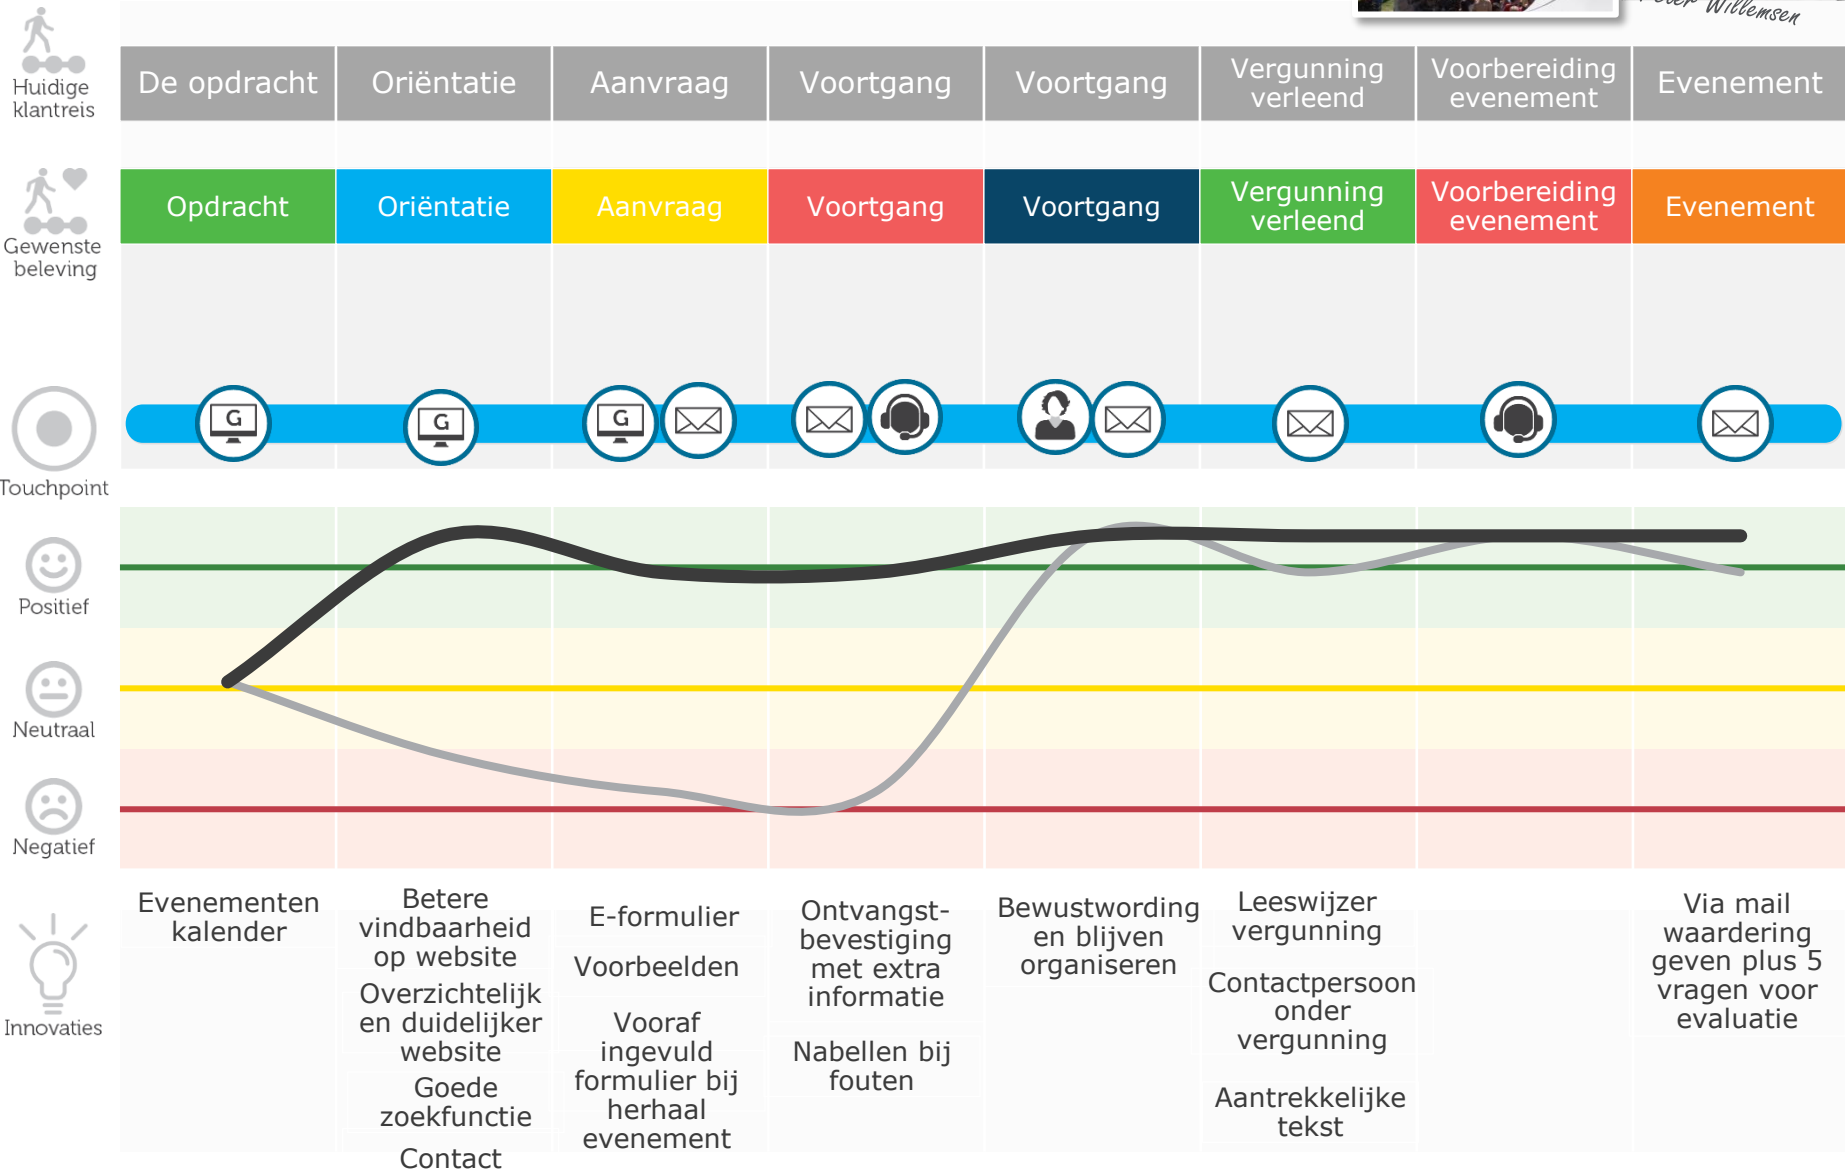 Peter Willemsen
Huidige
klantreis
De opdracht
Oriëntatie
Aanvraag
Voortgang
Voortgang
Vergunning
verleend
Voorbereiding
evenement
Evenement
Gewenste
beleving
Opdracht
Oriëntatie
Aanvraag
Voortgang
Voortgang
Vergunning
verleend
Voorbereiding
evenement
Evenement
Touchpoint
G
G
G
Positief
Neutraal
Negatief
Innovaties
Evenementen
kalender
Betere
vindbaarheid
op website
Overzichtelijk
en duidelijker
website
Goede
zoekfunctie
Contact
E-formulier
Voorbeelden
Vooraf
ingevuld
formulier bij
herhaal
evenement
Ontvangst-
bevestiging
met extra
informatie
Nabellen bij
fouten
Bewustwording
en blijven
organiseren
Leeswijzer
vergunning
Contactpersoon
onder
vergunning
Aantrekkelijke
tekst
Via mail
waardering
geven plus 5
vragen voor
evaluatie